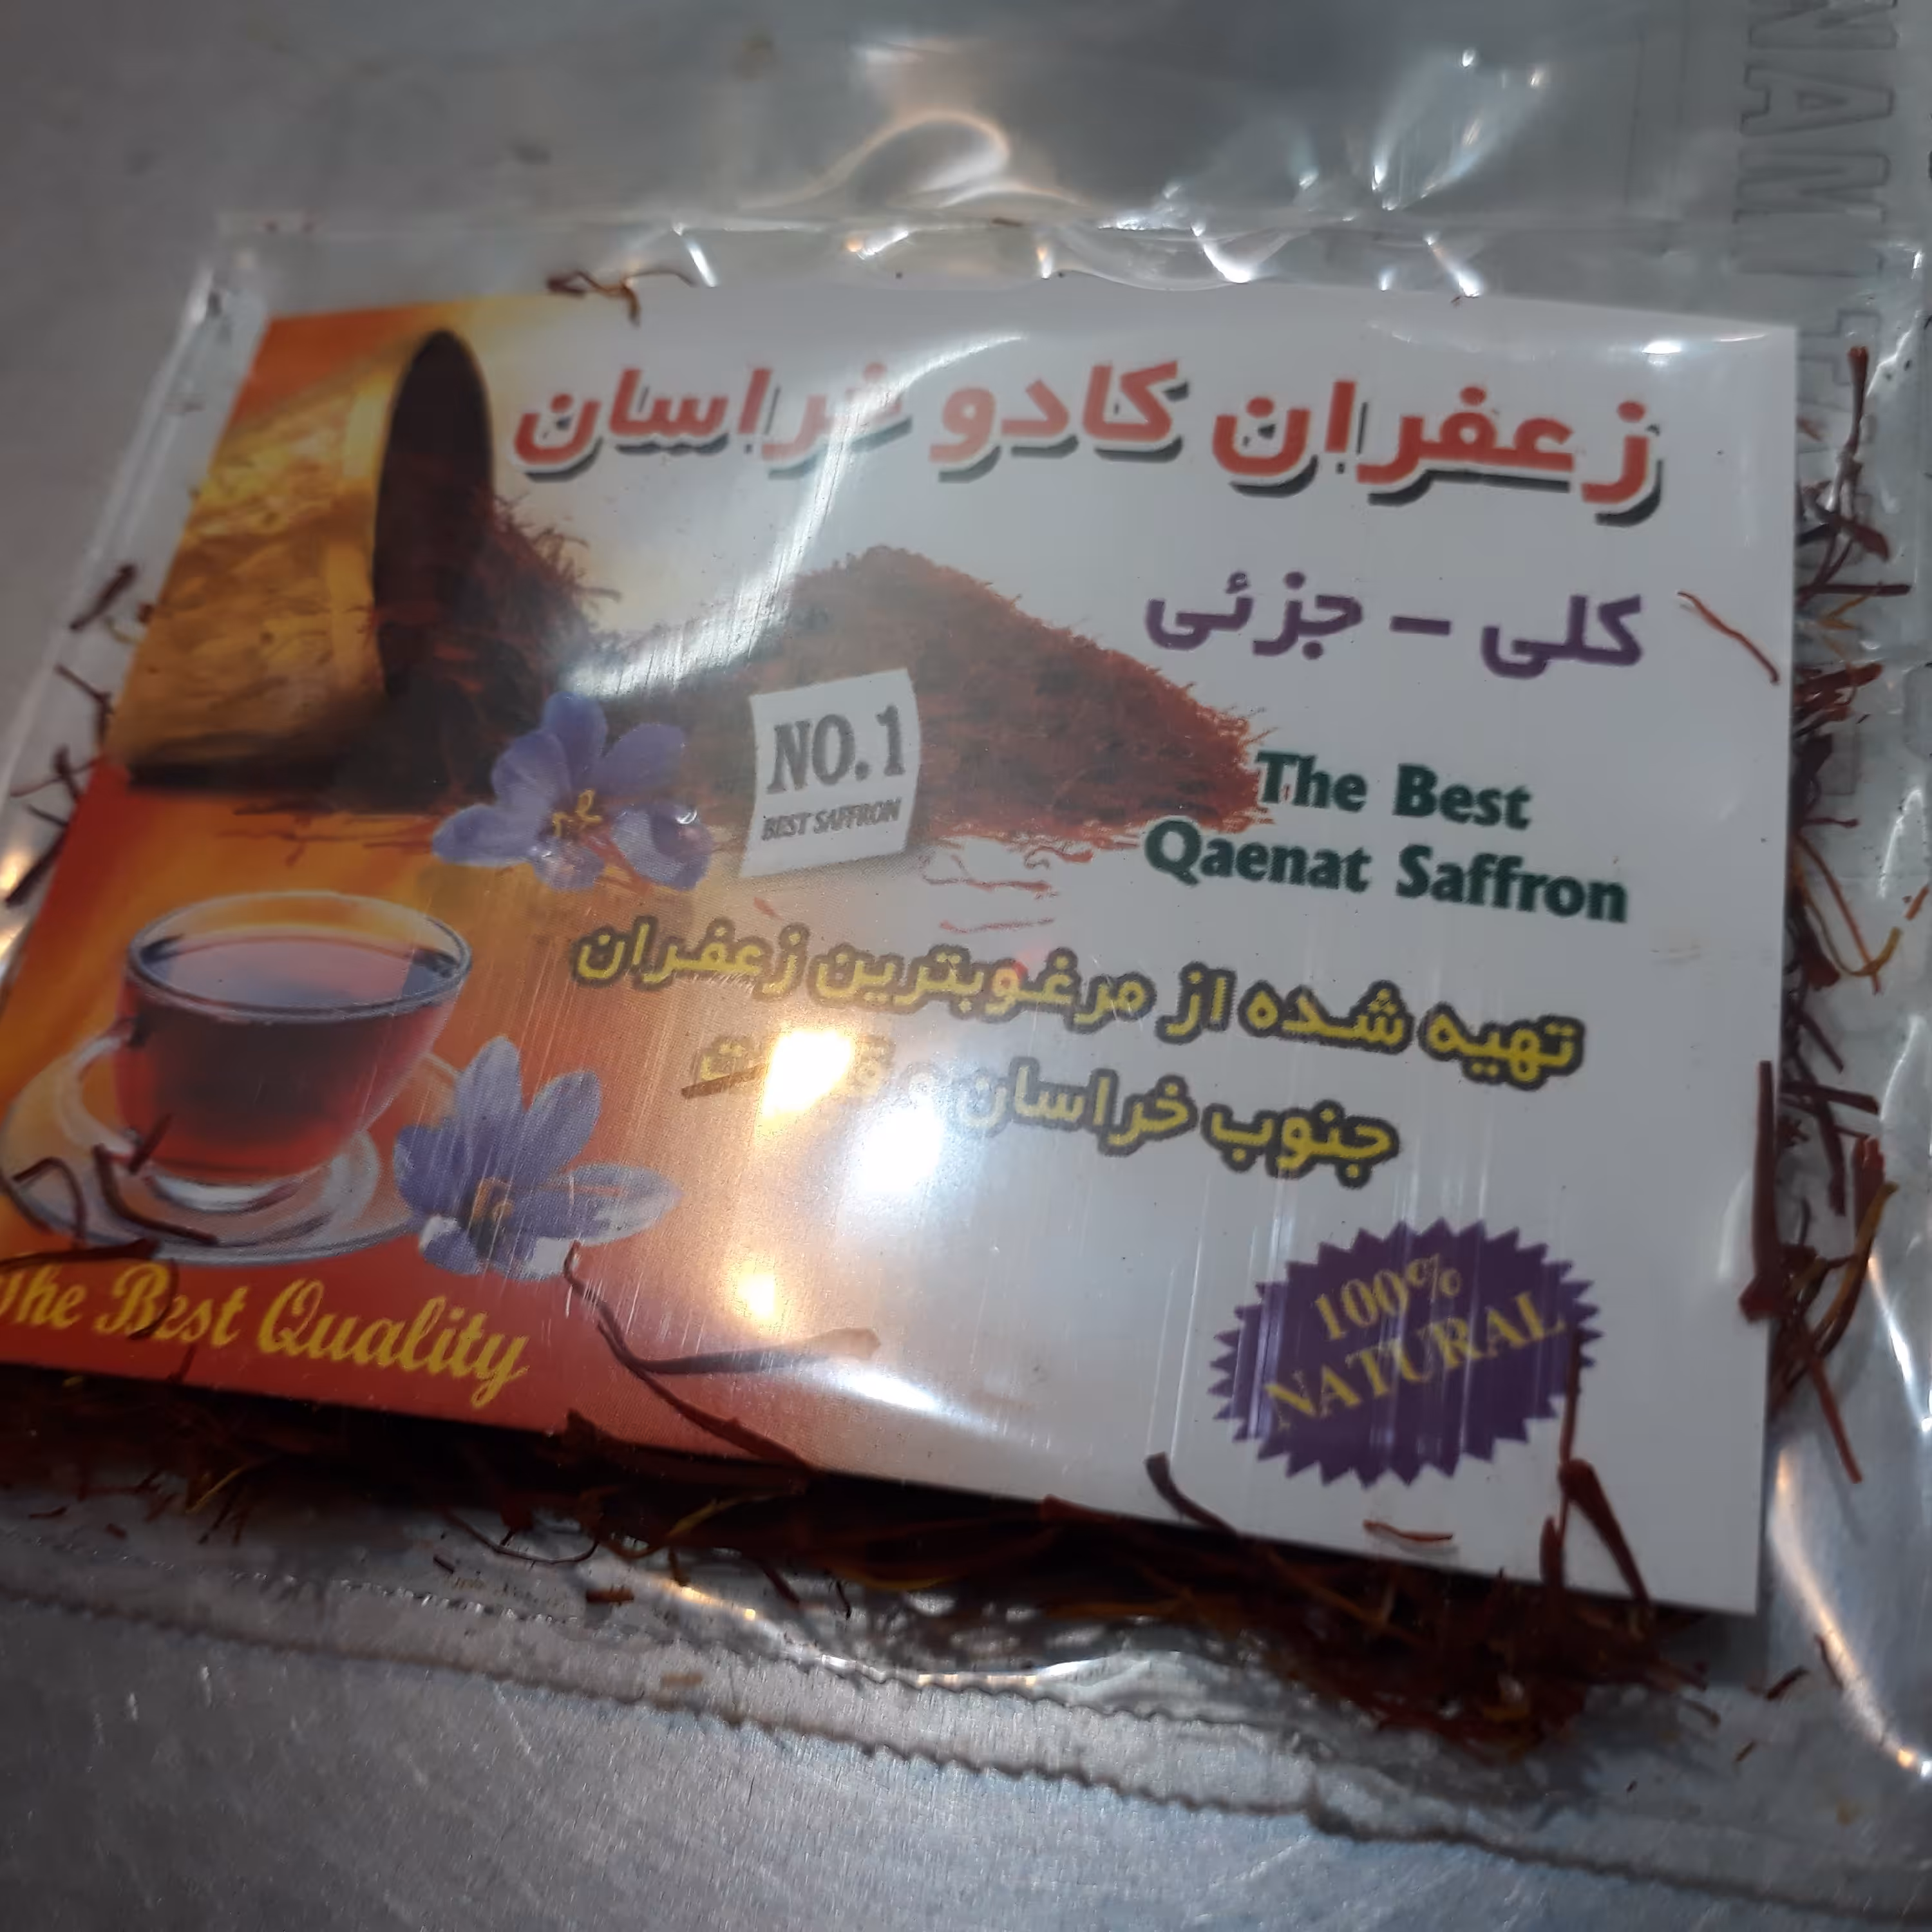 زعفران کادو خراسان
کلی - جزئی
NO.1
BEST SAFFRON
The Best
Qaenat Saffron
تهیه شده از مرغوبترین زعفران
جنوب خراسان و
The Best Quality
100%
NATURAL
NAM